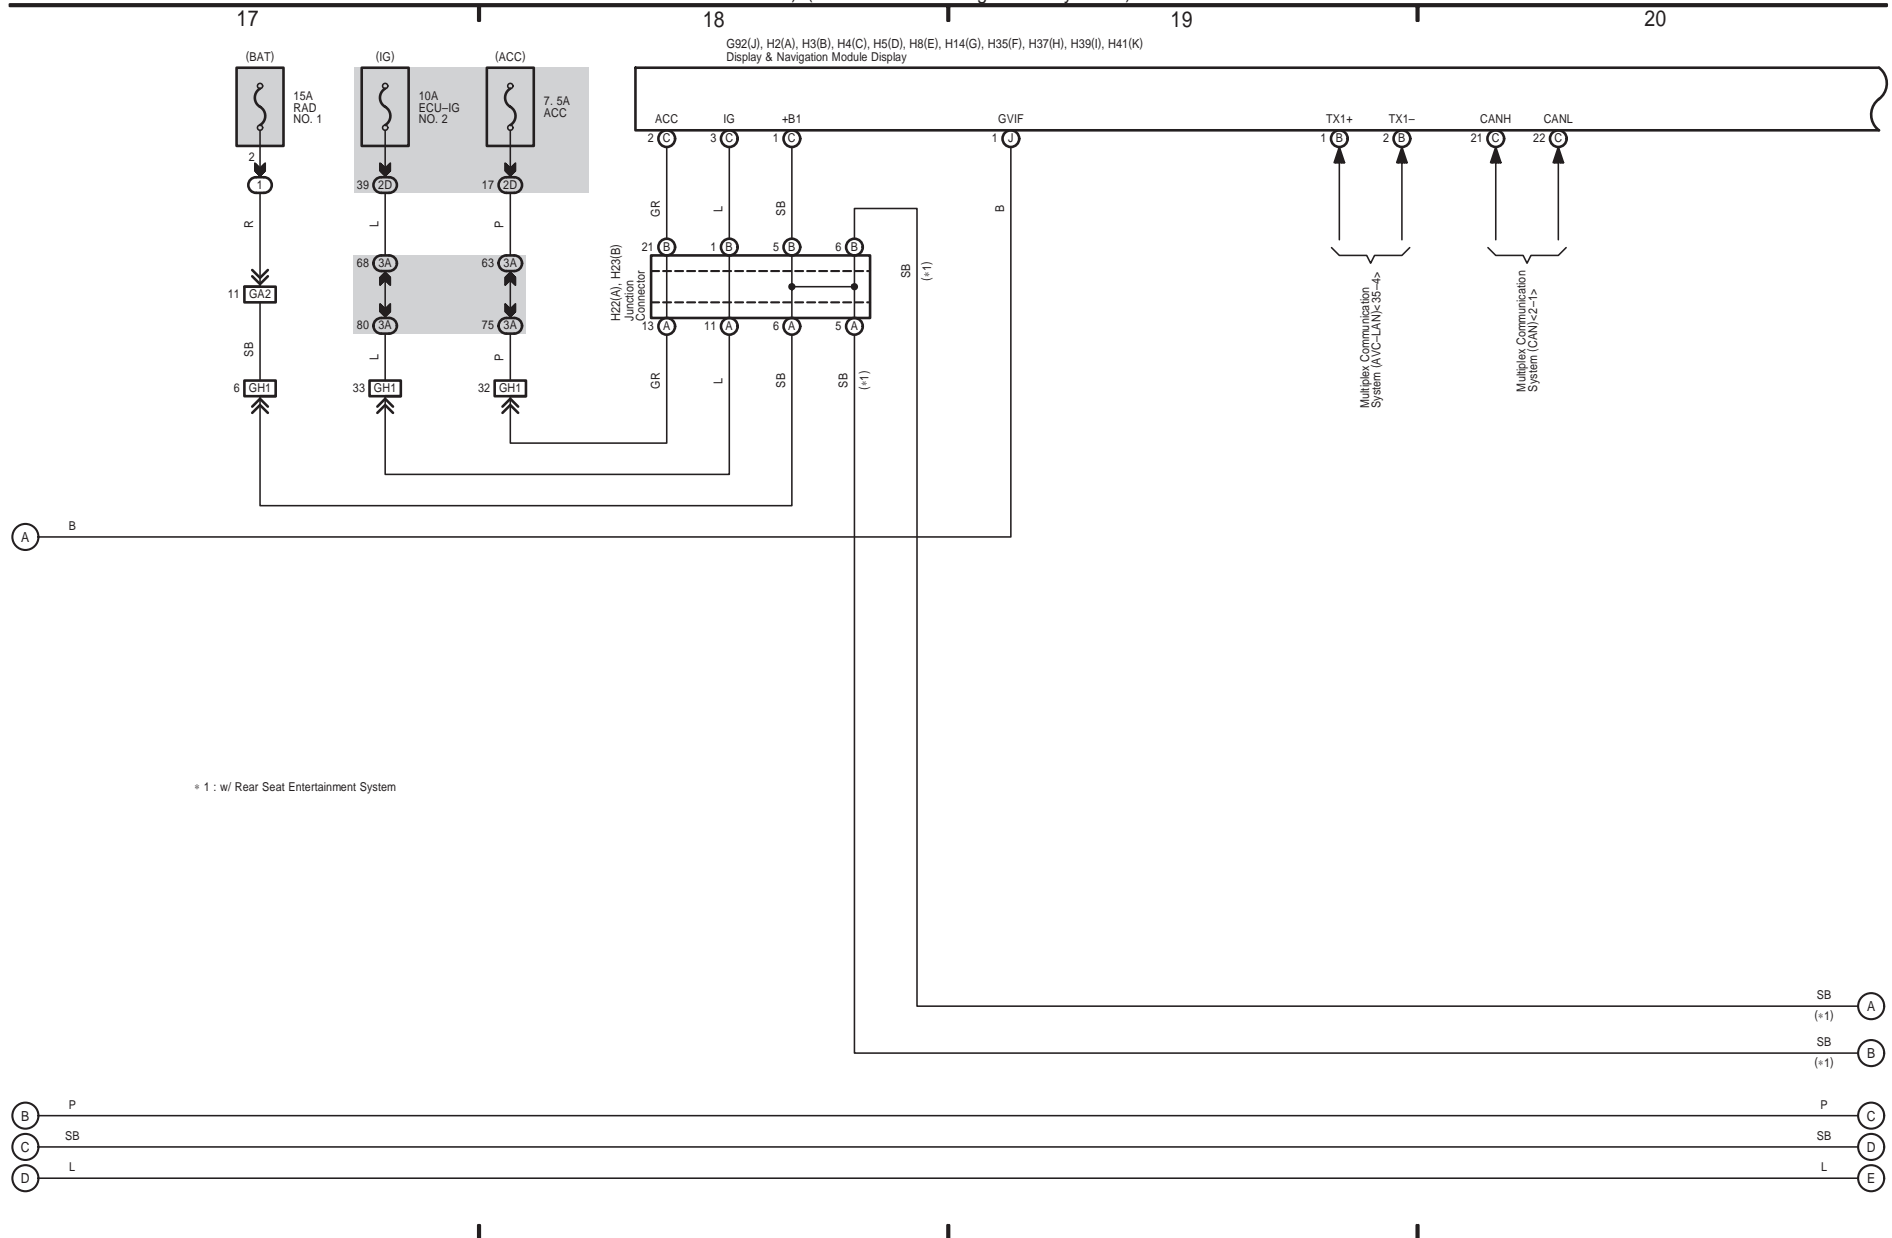 17 18 19 20
G92(J), H2(A), H3(B), H4(C), H5(D), H8(E), H14(G), H35(F), H37(H), H39(I), H41(K)
Display & Navigation Module Display
(BAT) (IG) (ACC)
15A
RAD
NO. 1
10A
ECU–IG
NO. 2
7. 5A
ACC
ACC IG +B1 GVIF TX1+ TX1– CANH CANL
2 C 3 C 1 C 1 J 1 B 2 B 21 C 22 C
2
1 39 2D 17 2D
R L P GR L SB B
21 B 1 B 5 B 6 B
68 3A 63 3A
SB
(∗1)
H22(A), H23(B)
Junction
Connector
11 GA2
80 3A 75 3A 13 A 11 A 6 A 5 A
SB L P GR L SB SB
(∗1)
6 GH1 33 GH1 32 GH1
Multiplex Communication
System (AVC–LAN)<35–4>
Multiplex Communication
System (CAN)<2–1>
A B
∗ 1 : w/ Rear Seat Entertainment System
SB
(∗1) A
SB
(∗1) B
B P P C
C SB SB D
D L L E